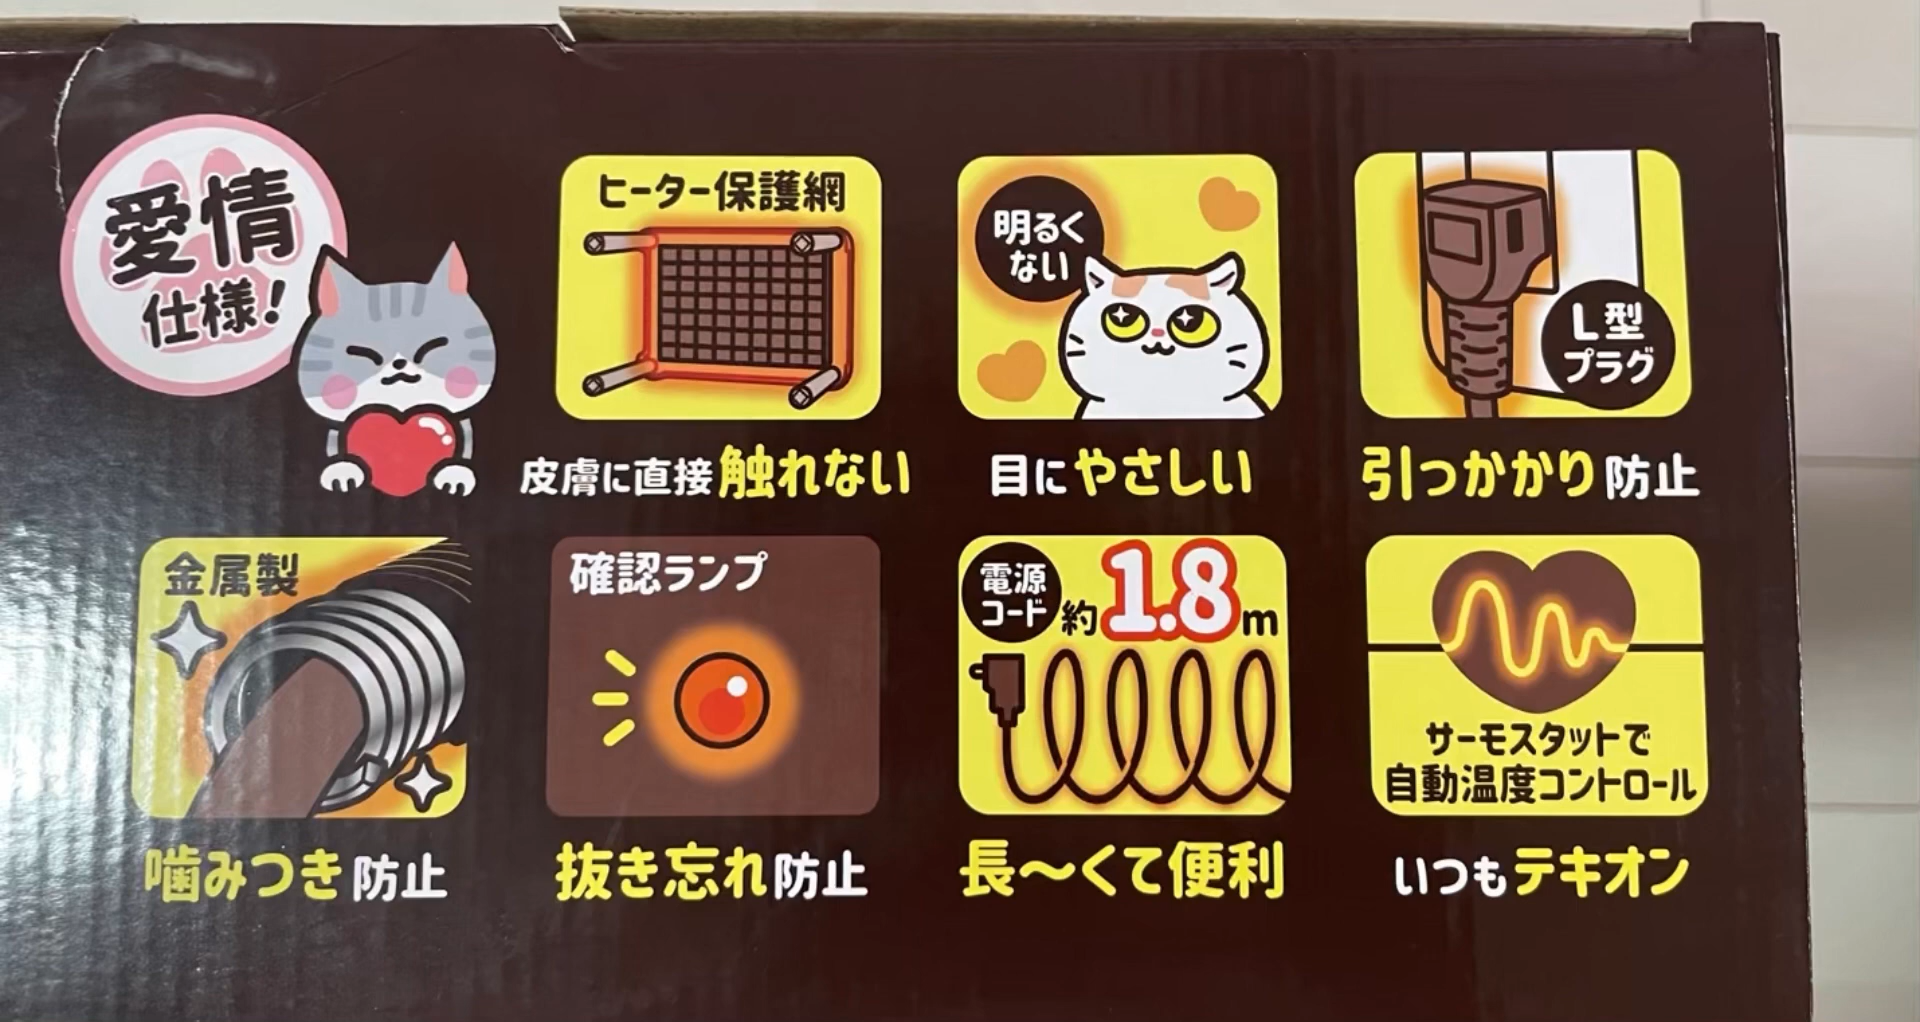 愛情
仕様!
ヒーター保護網
皮膚に直接触れない
明るく
ない
目にやさしい
L型
プラグ
引っかかり防止
金属製
噛みつき防止
確認ランプ
抜き忘れ防止
電源
コード
約1.8m
長〜くて便利
サーモスタットで
自動温度コントロール
いつもテキオン